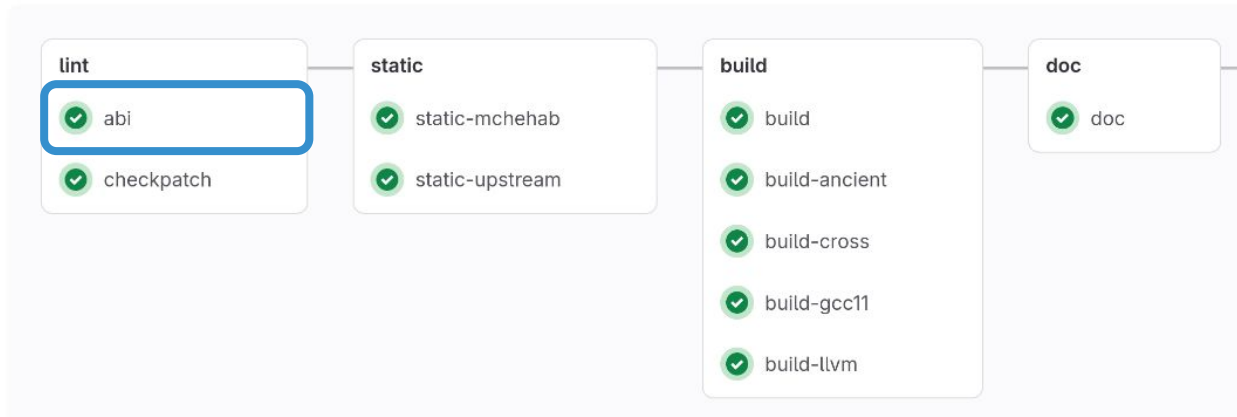 lint
abi
checkpatch
static
static-mchehab
static-upstream
build
build
build-ancient
build-cross
build-gcc11
build-llvm
doc
doc